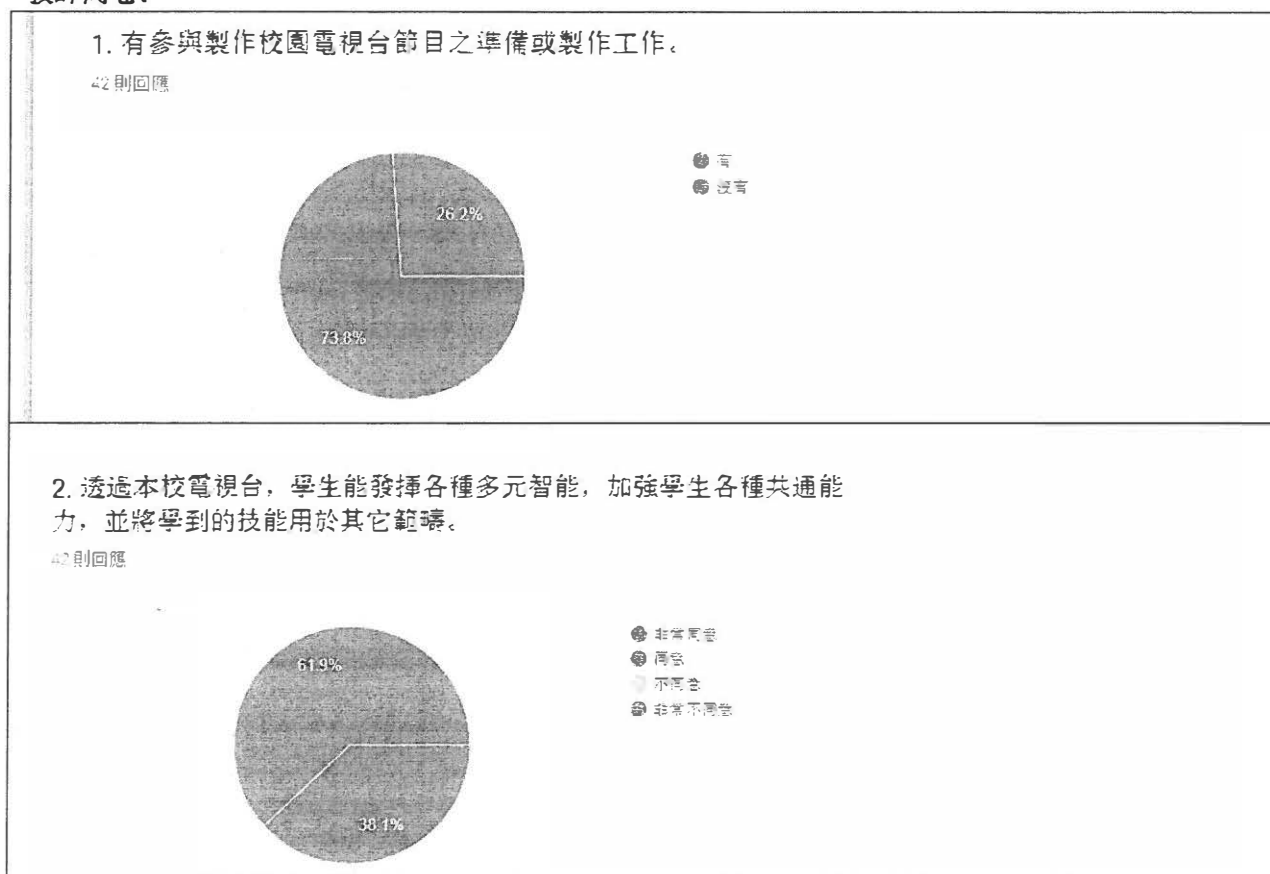 1. 有參與製作校園電視台節目之準備或製作工作。
42 則回應
有
沒有
26.2%
73.8%
2. 透過本校電視台，學生能發揮各種多元智能，加強學生各種共通能
力，並將學到的技能用於其它範疇。
42 則回應
61.9%
38.1%
非常同意
同意
不同意
非常不同意